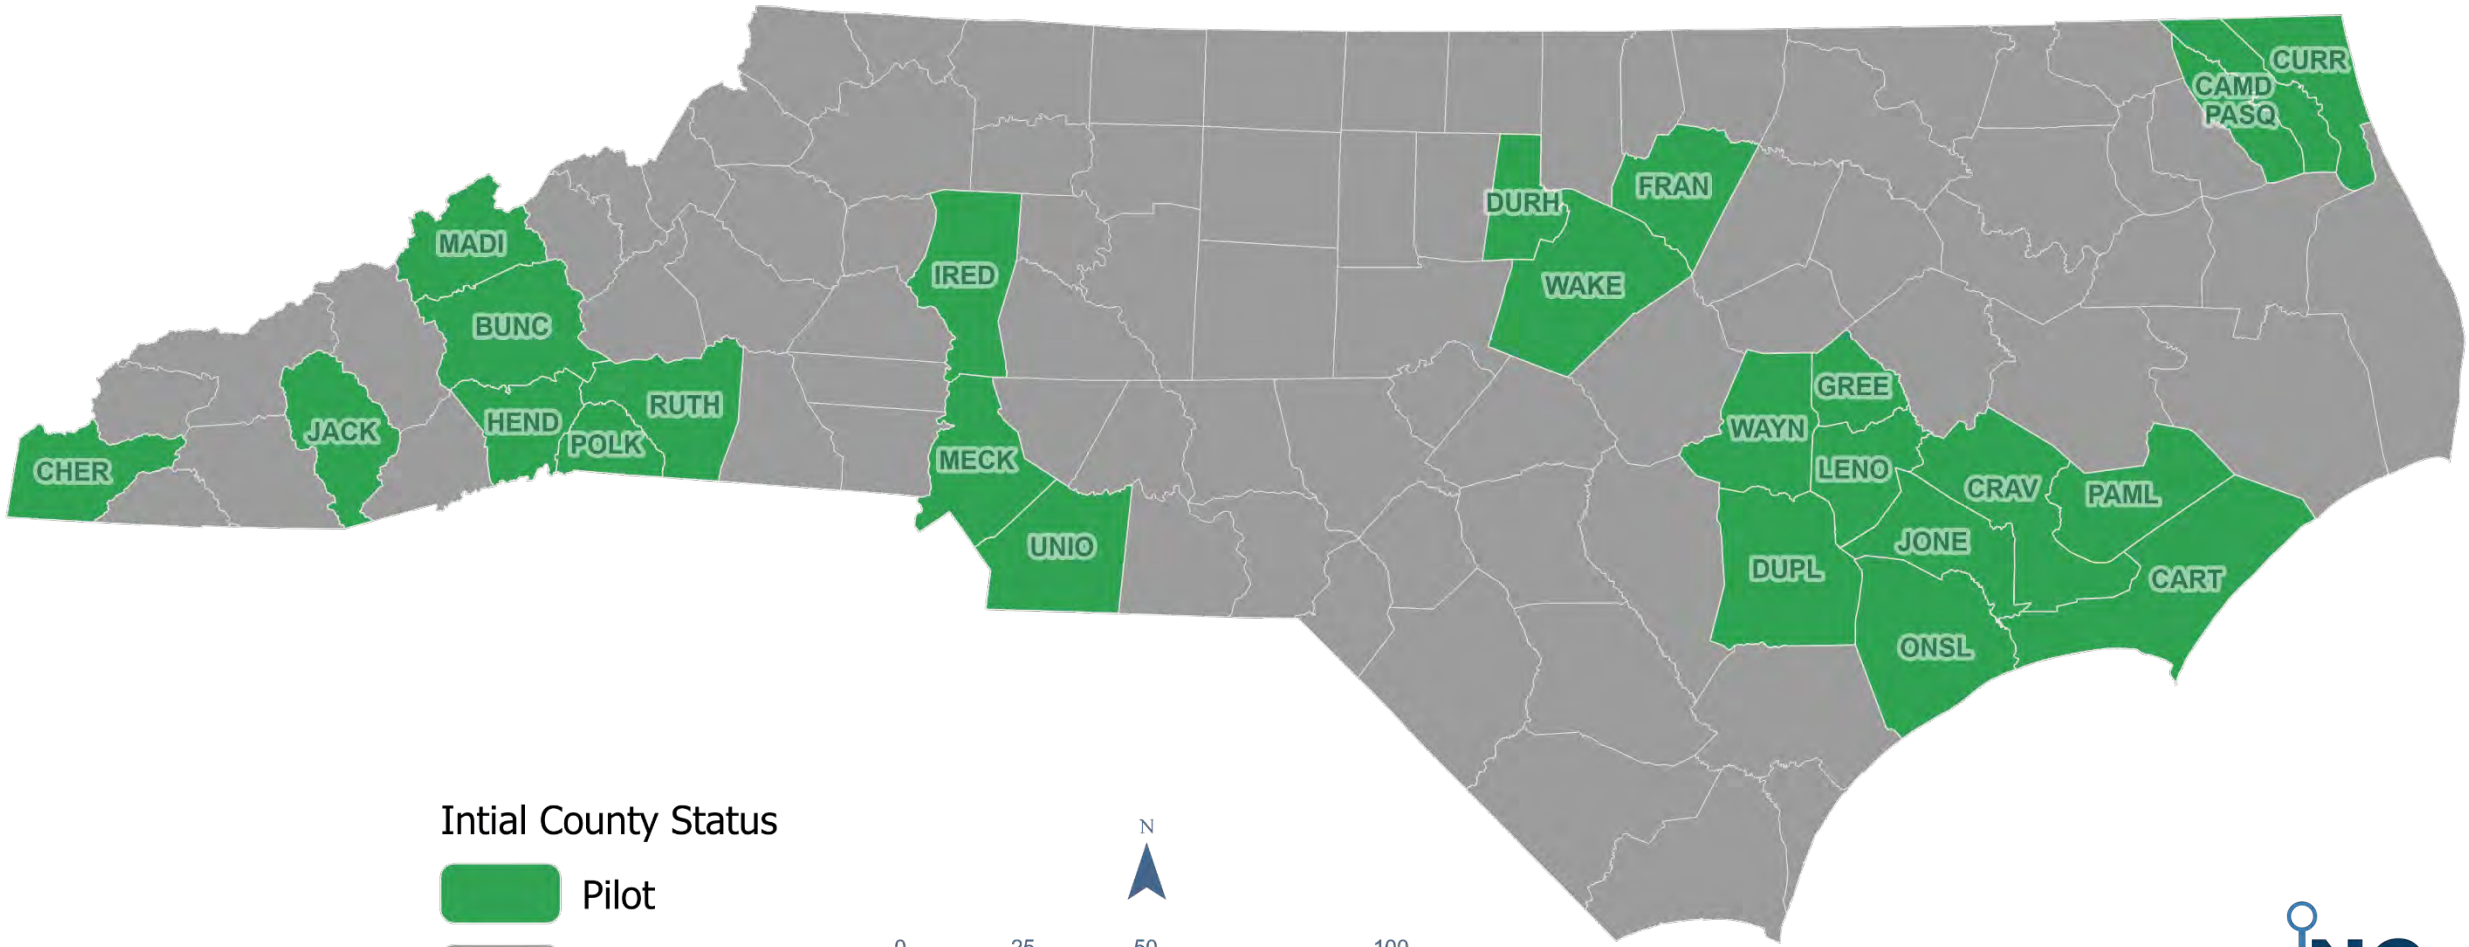 CURR
CAMD
PASQ
FRAN
DURH
MADI
IRED
WAKE
BUNC
GREE
RUTH
HEND
WAYN
JACK
POLK
MECK
LENO
CHER
CRAV
PAML
JONE
UNIO
DUPL
CART
ONSL
Intial County Status
N
Pilot
0 25 50 100